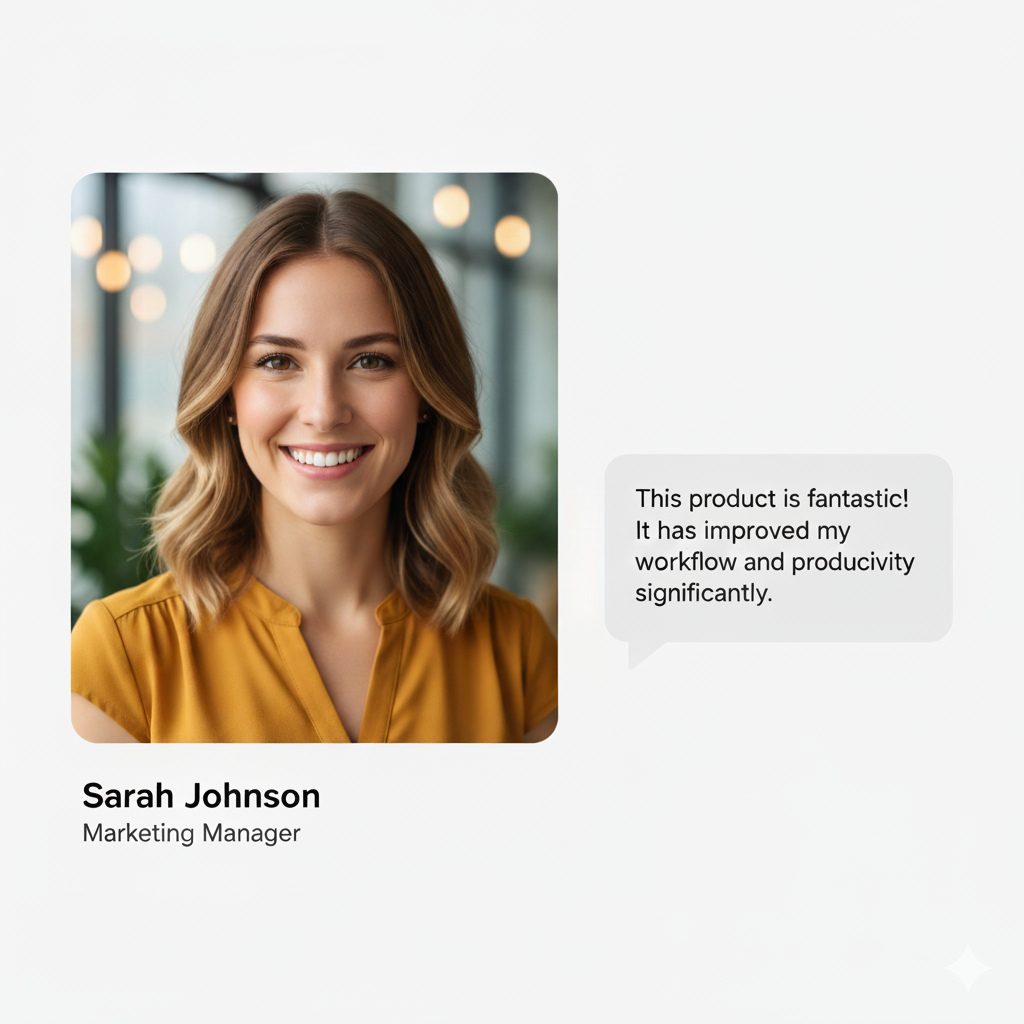 This product is fantastic!
It has improved my
workflow and producivity
significantly.
Sarah Johnson
Marketing Manager